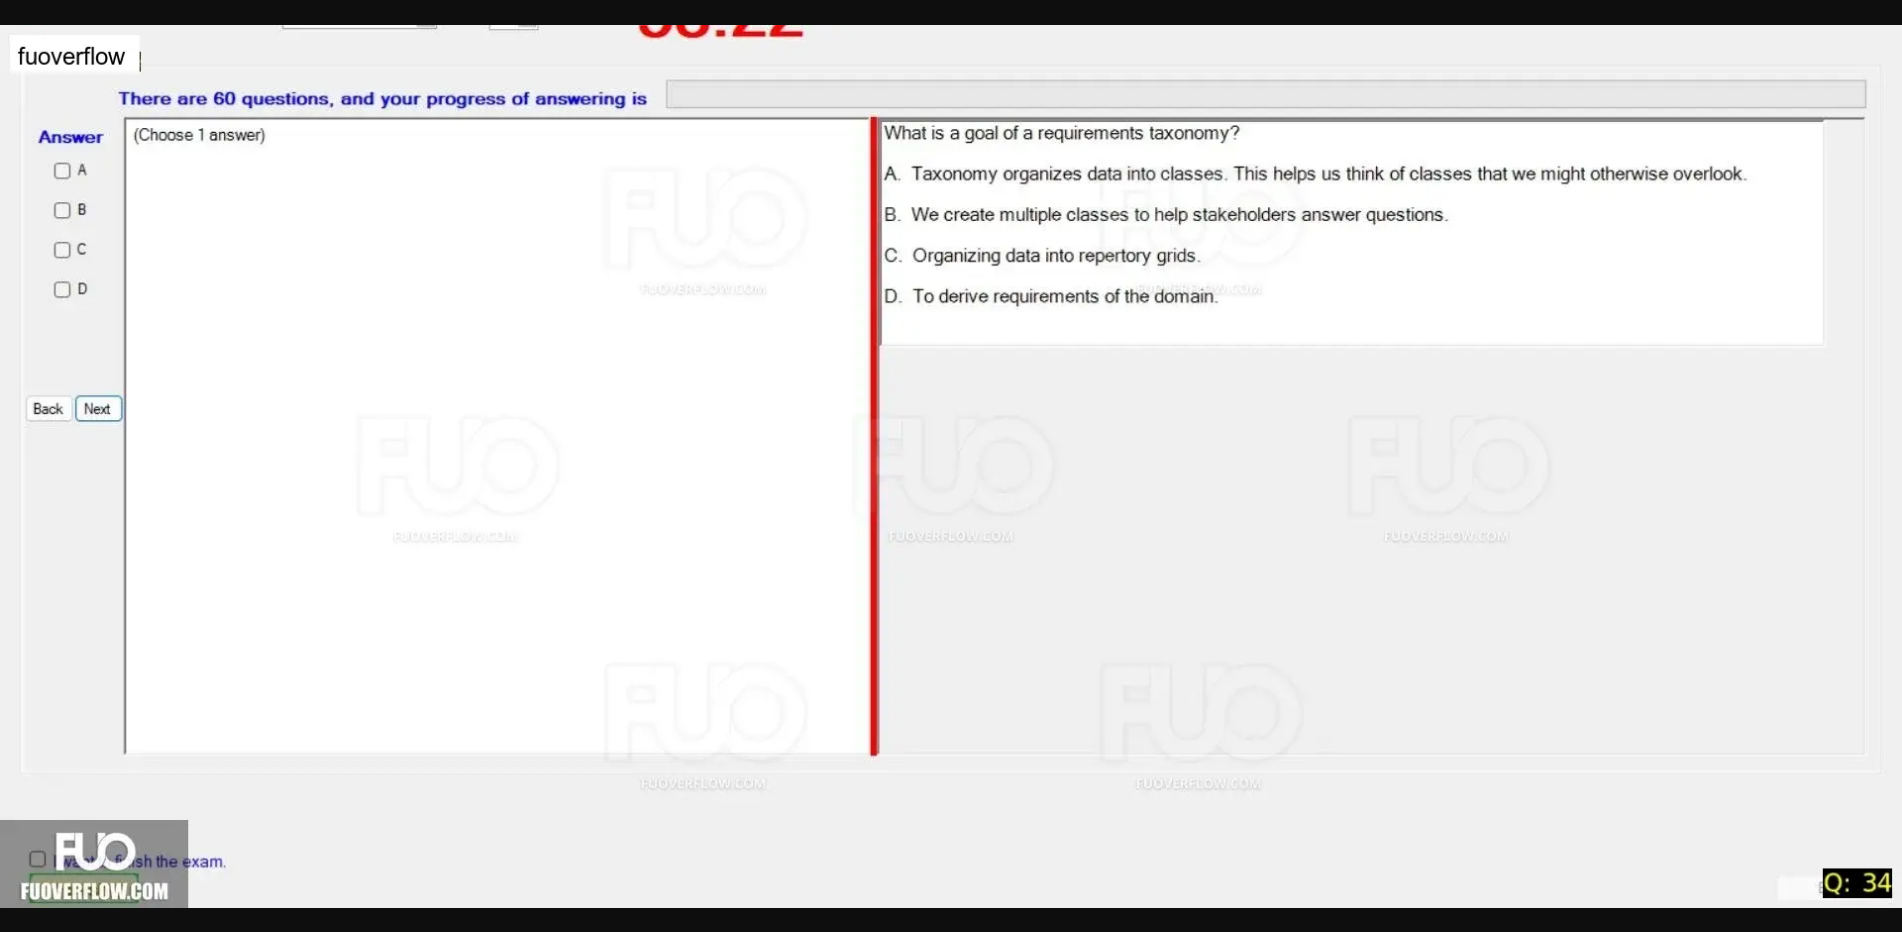 fuoverflow
There are 60 questions, and your progress of answering is
Answer
(Choose 1 answer)
A
B
C
D
Back
Next
What is a goal of a requirements taxonomy?
A. Taxonomy organizes data into classes. This helps us think of classes that we might otherwise overlook.
B. We create multiple classes to help stakeholders answer questions.
C. Organizing data into repertory grids.
D. To derive requirements of the domain.
FUO
FUOVERFLOW.COM
FUO
FUOVERFLOW.COM
FUO
FUOVERFLOW.COM
FUO
FUOVERFLOW.COM
FUO
FUOVERFLOW.COM
FUO
FUOVERFLOW.COM
FUO
FUOVERFLOW.COM
FUO
FUOVERFLOW.COM
the exam.
Q: 34